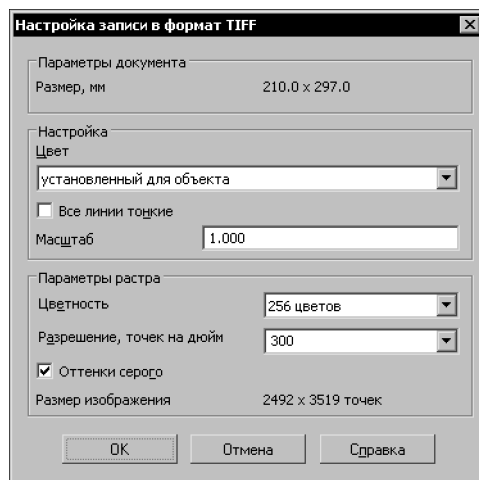 Настройка записи в формат TIFF
Параметры документа
Размер, мм 210.0 x 297.0
Настройка
Цвет
установленный для объекта
Все линии тонкие
Масштаб 1.000
Параметры растра
Цветность 256 цветов
Разрешение, точек на дюйм 300
Оттенки серого
Размер изображения 2492 x 3519 точек
OK Отмена Справка